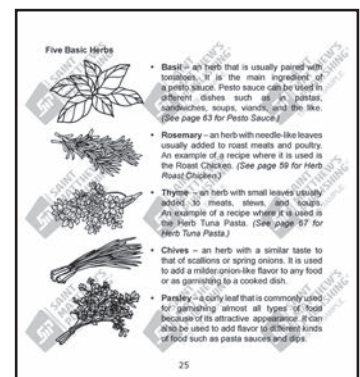 Five Basic Herbs
• Basil – an herb that is usually paired with
tomatoes. It is the main ingredient of
a pesto sauce. Pesto sauce can be used in
different dishes such as in pastas,
sandwiches, soups, viands, and the like.
(See page 63 for Pesto Sauce.)
• Rosemary – an herb with needle-like leaves
usually added to roast meats and poultry.
An example of a recipe where it is used is
the Roast Chicken. (See page 59 for Herb
Roast Chicken.)
• Thyme – an herb with small leaves usually
added to meats, stews, and soups.
An example of a recipe where it is used is
the Herb Tuna Pasta. (See page 67 for
Herb Tuna Pasta.)
• Chives – an herb with a similar taste to
that of scallions or spring onions. It is used
to add a milder onion-like flavor to any food
or as garnishing to a cooked dish.
• Parsley – a curly leaf that is commonly used
for garnishing almost all types of food
because of its attractive appearance. It can
also be used to add flavor to different kinds
of food such as pasta sauces and dips.
25